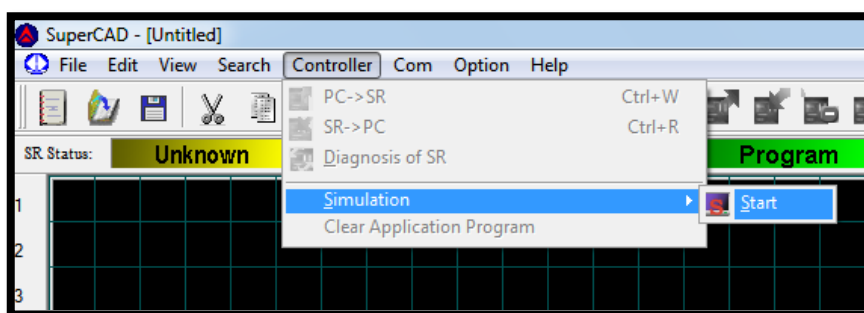 SuperCAD - [Untitled]
File Edit View Search Controller Com Option Help
PC->SR Ctrl+W
SR->PC Ctrl+R
Diagnosis of SR
SR Status: Unknown Program
Simulation Start
Clear Application Program
1
2
3